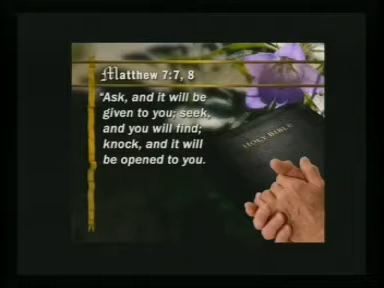 Matthew 7:7, 8
"Ask, and it will be
given to you; seek,
and you will find;
knock, and it will
be opened to you.
HOLY BIBLE